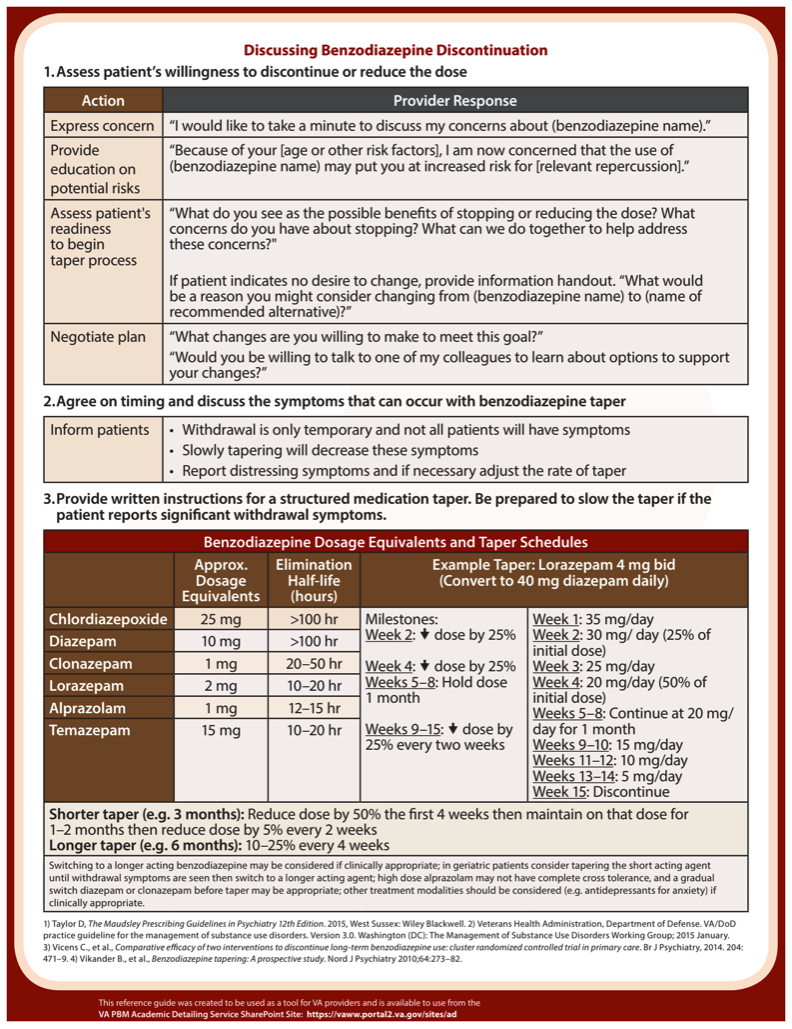 Discussing Benzodiazepine Discontinuation
1. Assess patient's willingness to discontinue or reduce the dose
Action
Provider Response
Express concern
“I would like to take a minute to discuss my concerns about (benzodiazepine name).”
Provide
education on
potential risks
“Because of your [age or other risk factors], I am now concerned that the use of
(benzodiazepine name) may put you at increased risk for [relevant repercussion].”
Assess patient's
readiness
to begin
taper process
“What do you see as the possible benefits of stopping or reducing the dose? What
concerns do you have about stopping? What can we do together to help address
these concerns?"
If patient indicates no desire to change, provide information handout. “What would
be a reason you might consider changing from (benzodiazepine name) to (name of
recommended alternative)?”
Negotiate plan
“What changes are you willing to make to meet this goal?”
“Would you be willing to talk to one of my colleagues to learn about options to support
your changes?”
2. Agree on timing and discuss the symptoms that can occur with benzodiazepine taper
Inform patients
• Withdrawal is only temporary and not all patients will have symptoms
• Slowly tapering will decrease these symptoms
• Report distressing symptoms and if necessary adjust the rate of taper
3. Provide written instructions for a structured medication taper. Be prepared to slow the taper if the
patient reports significant withdrawal symptoms.
Benzodiazepine Dosage Equivalents and Taper Schedules
Approx.
Dosage
Equivalents
Elimination
Half-life
(hours)
Example Taper: Lorazepam 4 mg bid
(Convert to 40 mg diazepam daily)
Chlordiazepoxide 25 mg >100 hr
Diazepam 10 mg >100 hr
Clonazepam 1 mg 20–50 hr
Lorazepam 2 mg 10–20 hr
Alprazolam 1 mg 12–15 hr
Temazepam 15 mg 10–20 hr
Milestones:
Week 2: ↓ dose by 25%
Week 4: ↓ dose by 25%
Weeks 5–8: Hold dose
1 month
Weeks 9–15: ↓ dose by
25% every two weeks
Week 1: 35 mg/day
Week 2: 30 mg/ day (25% of
initial dose)
Week 3: 25 mg/day
Week 4: 20 mg/day (50% of
initial dose)
Weeks 5–8: Continue at 20 mg/
day for 1 month
Weeks 9–10: 15 mg/day
Weeks 11–12: 10 mg/day
Weeks 13–14: 5 mg/day
Week 15: Discontinue
Shorter taper (e.g. 3 months): Reduce dose by 50% the first 4 weeks then maintain on that dose for
1–2 months then reduce dose by 5% every 2 weeks
Longer taper (e.g. 6 months): 10–25% every 4 weeks
Switching to a longer acting benzodiazepine may be considered if clinically appropriate; in geriatric patients consider tapering the short acting agent
until withdrawal symptoms are seen then switch to a longer acting agent; high dose alprazolam may not have complete cross tolerance, and a gradual
switch diazepam or clonazepam before taper may be appropriate; other treatment modalities should be considered (e.g. antidepressants for anxiety) if
clinically appropriate.
1) Taylor D, The Maudsley Prescribing Guidelines in Psychiatry 12th Edition. 2015, West Sussex: Wiley Blackwell. 2) Veterans Health Administration, Department of Defense. VA/DoD
practice guideline for the management of substance use disorders. Version 3.0. Washington (DC): The Management of Substance Use Disorders Working Group; 2015 January.
3) Vicens C., et al., Comparative efficacy of two interventions to discontinue long-term benzodiazepine use: cluster randomized controlled trial in primary care. Br J Psychiatry, 2014. 204:
471–9. 4) Vikander B., et al., Benzodiazepine tapering: A prospective study. Nord J Psychiatry 2010;64:273–82.
This reference guide was created to be used as a tool for VA providers and is available to use from the
VA PBM Academic Detailing Service SharePoint Site: https://vaww.portal2.va.gov/sites/ad